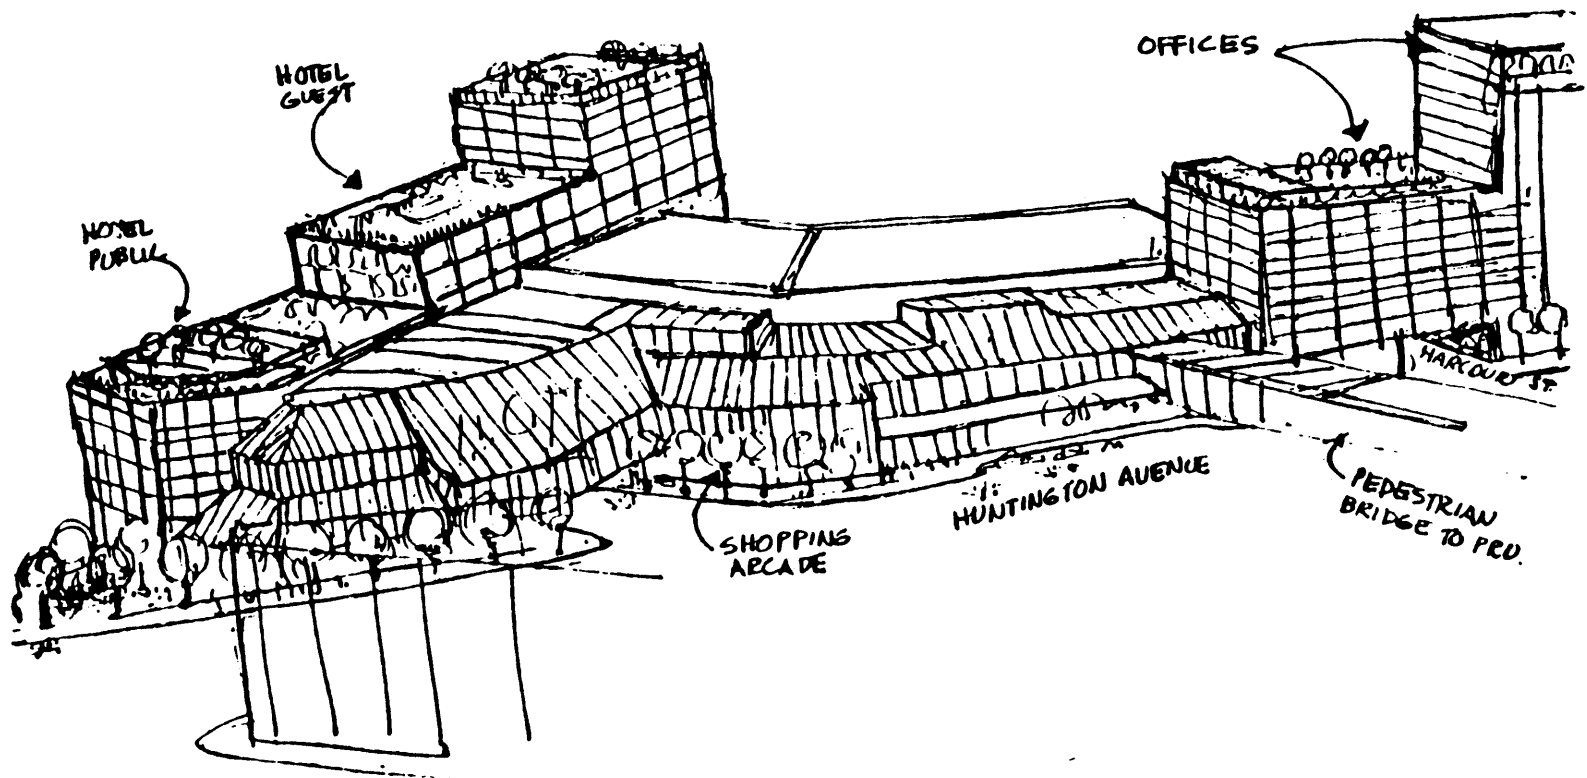 OFFICES
HOTEL
GUEST
HOTEL
PUBLIC
HARCOURT ST.
HUNTINGTON AVENUE
PEDESTRIAN
BRIDGE TO PRU.
SHOPPING
ARCADE